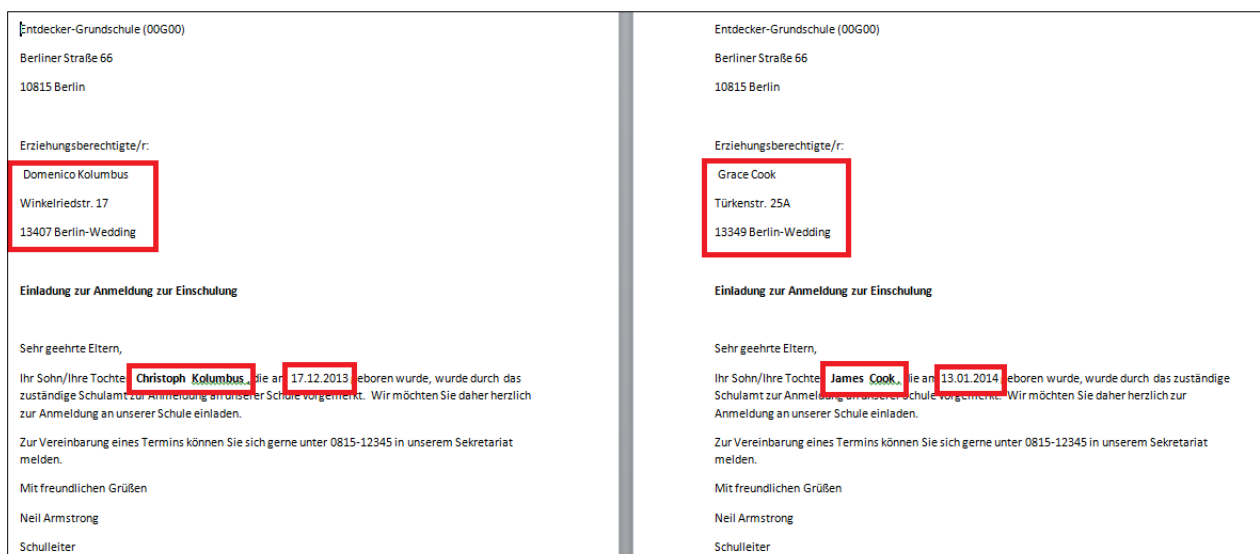 Entdecker-Grundschule (00G00)
Berliner Straße 66
10815 Berlin
Erziehungsberechtigte/r:
Domenico Kolumbus
Winkelriedstr. 17
13407 Berlin-Wedding
Einladung zur Anmeldung zur Einschulung
Sehr geehrte Eltern,
Ihr Sohn/Ihre Tochter Christoph Kolumbus , die am 17.12.2013 geboren wurde, wurde durch das
zuständige Schulamt zur Anmeldung an unserer Schule vorgemerkt. Wir möchten Sie daher herzlich
zur Anmeldung an unserer Schule einladen.
Zur Vereinbarung eines Termins können Sie sich gerne unter 0815-12345 in unserem Sekretariat
melden.
Mit freundlichen Grüßen
Neil Armstrong
Schulleiter
Entdecker-Grundschule (00G00)
Berliner Straße 66
10815 Berlin
Erziehungsberechtigte/r:
Grace Cook
Türkenstr. 25A
13349 Berlin-Wedding
Einladung zur Anmeldung zur Einschulung
Sehr geehrte Eltern,
Ihr Sohn/Ihre Tochter James Cook , die am 13.01.2014 geboren wurde, wurde durch das zuständige
Schulamt zur Anmeldung an unserer Schule vorgemerkt. Wir möchten Sie daher herzlich zur
Anmeldung an unserer Schule einladen.
Zur Vereinbarung eines Termins können Sie sich gerne unter 0815-12345 in unserem Sekretariat
melden.
Mit freundlichen Grüßen
Neil Armstrong
Schulleiter